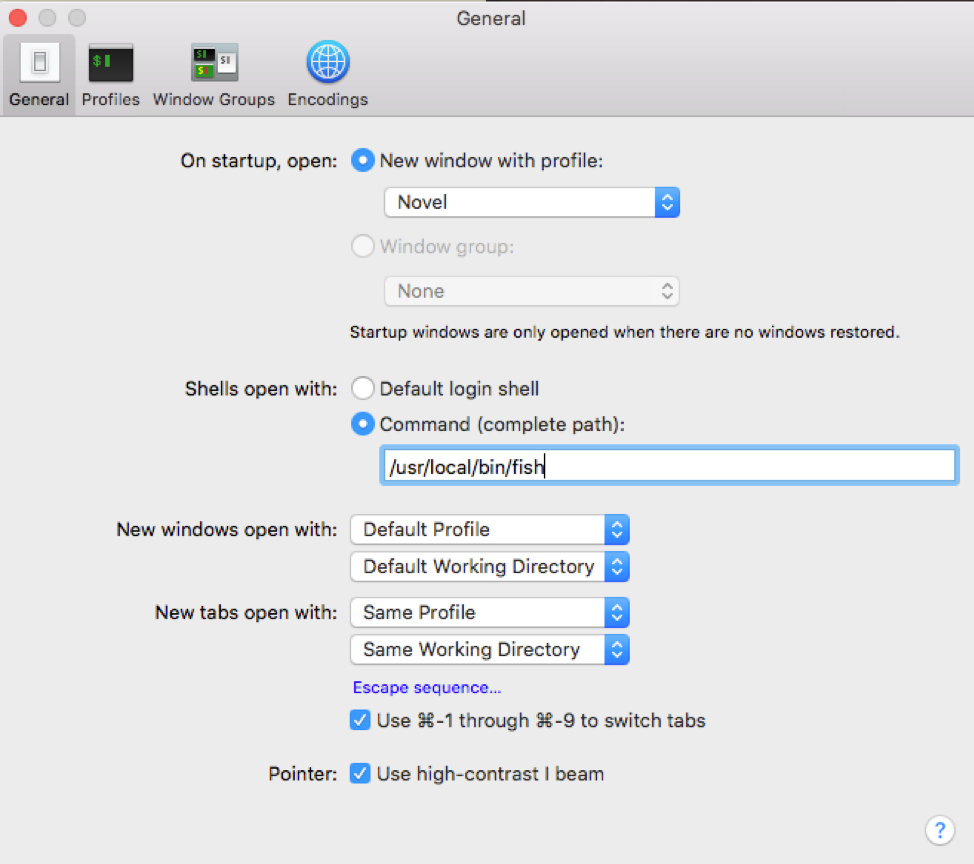 General
General Profiles Window Groups Encodings
On startup, open: New window with profile:
Novel
Window group:
None
Startup windows are only opened when there are no windows restored.
Shells open with: Default login shell
Command (complete path):
/usr/local/bin/fish
New windows open with: Default Profile
Default Working Directory
New tabs open with: Same Profile
Same Working Directory
Escape sequence...
Use ⌘-1 through ⌘-9 to switch tabs
Pointer: Use high-contrast I beam
?